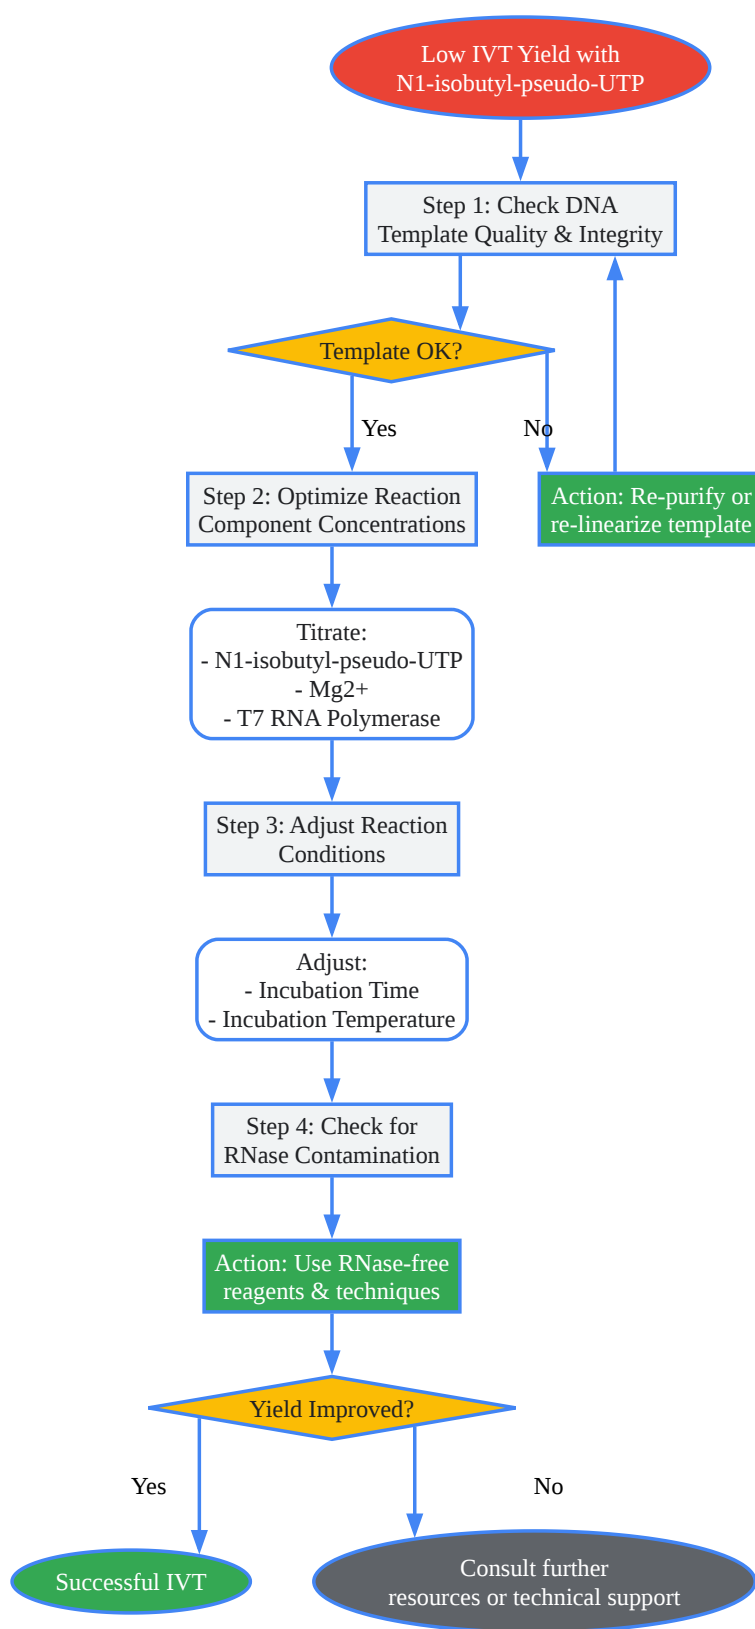 Low IVT Yield with
N1-isobutyl-pseudo-UTP
Step 1: Check DNA
Template Quality & Integrity
Template OK?
Yes
No
Step 2: Optimize Reaction
Component Concentrations
Action: Re-purify or
re-linearize template
Titrate:
- N1-isobutyl-pseudo-UTP
- Mg2+
- T7 RNA Polymerase
Step 3: Adjust Reaction
Conditions
Adjust:
- Incubation Time
- Incubation Temperature
Step 4: Check for
RNase Contamination
Action: Use RNase-free
reagents & techniques
Yield Improved?
Yes
No
Successful IVT
Consult further
resources or technical support